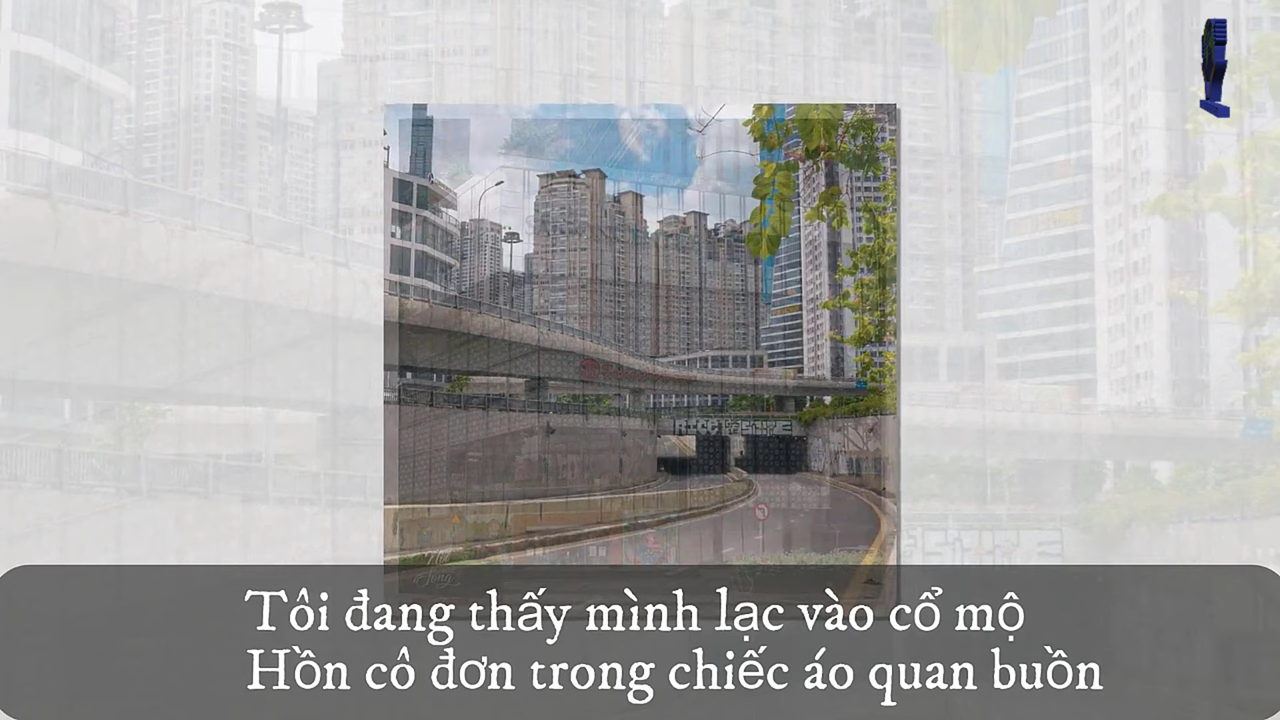 Tôi đang thấy mình lạc vào cổ mộ
Hồn cô đơn trong chiếc áo quan buồn